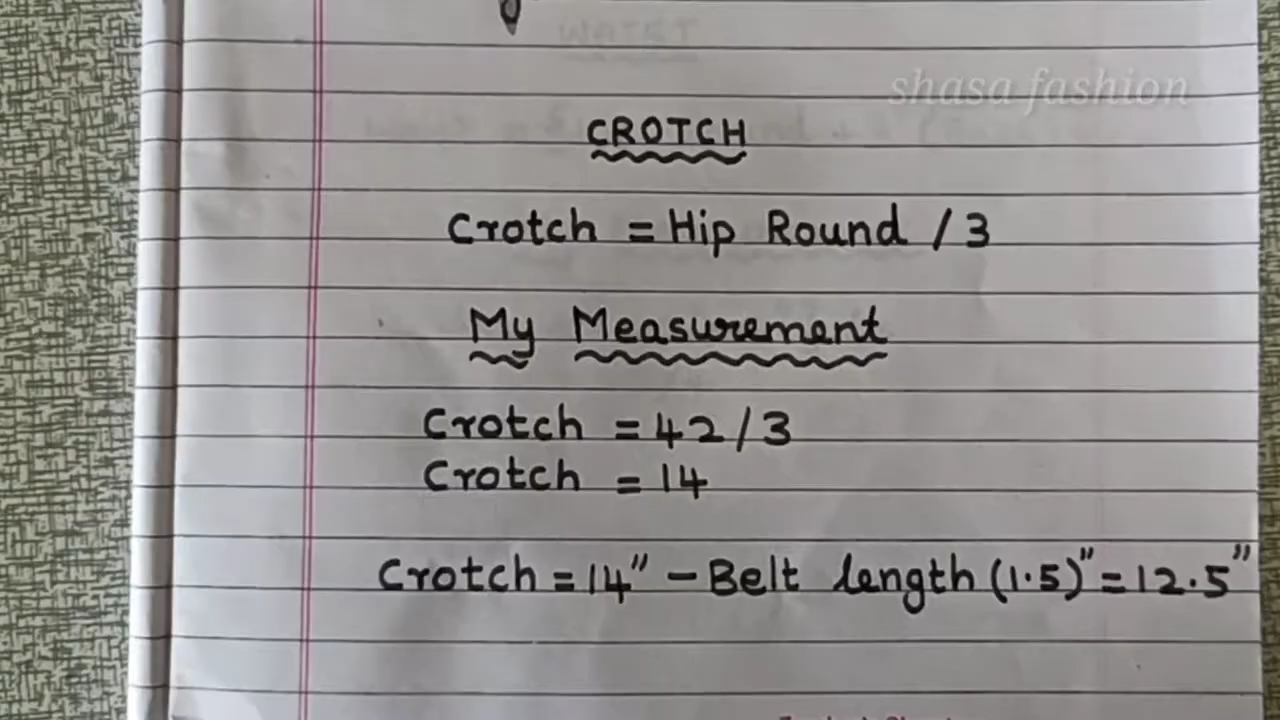 shasa fashion
CROTCH
Crotch = Hip Round / 3
My Measurement
Crotch = 42/3
Crotch = 14
Crotch = 14" - Belt length (1.5)" = 12.5"